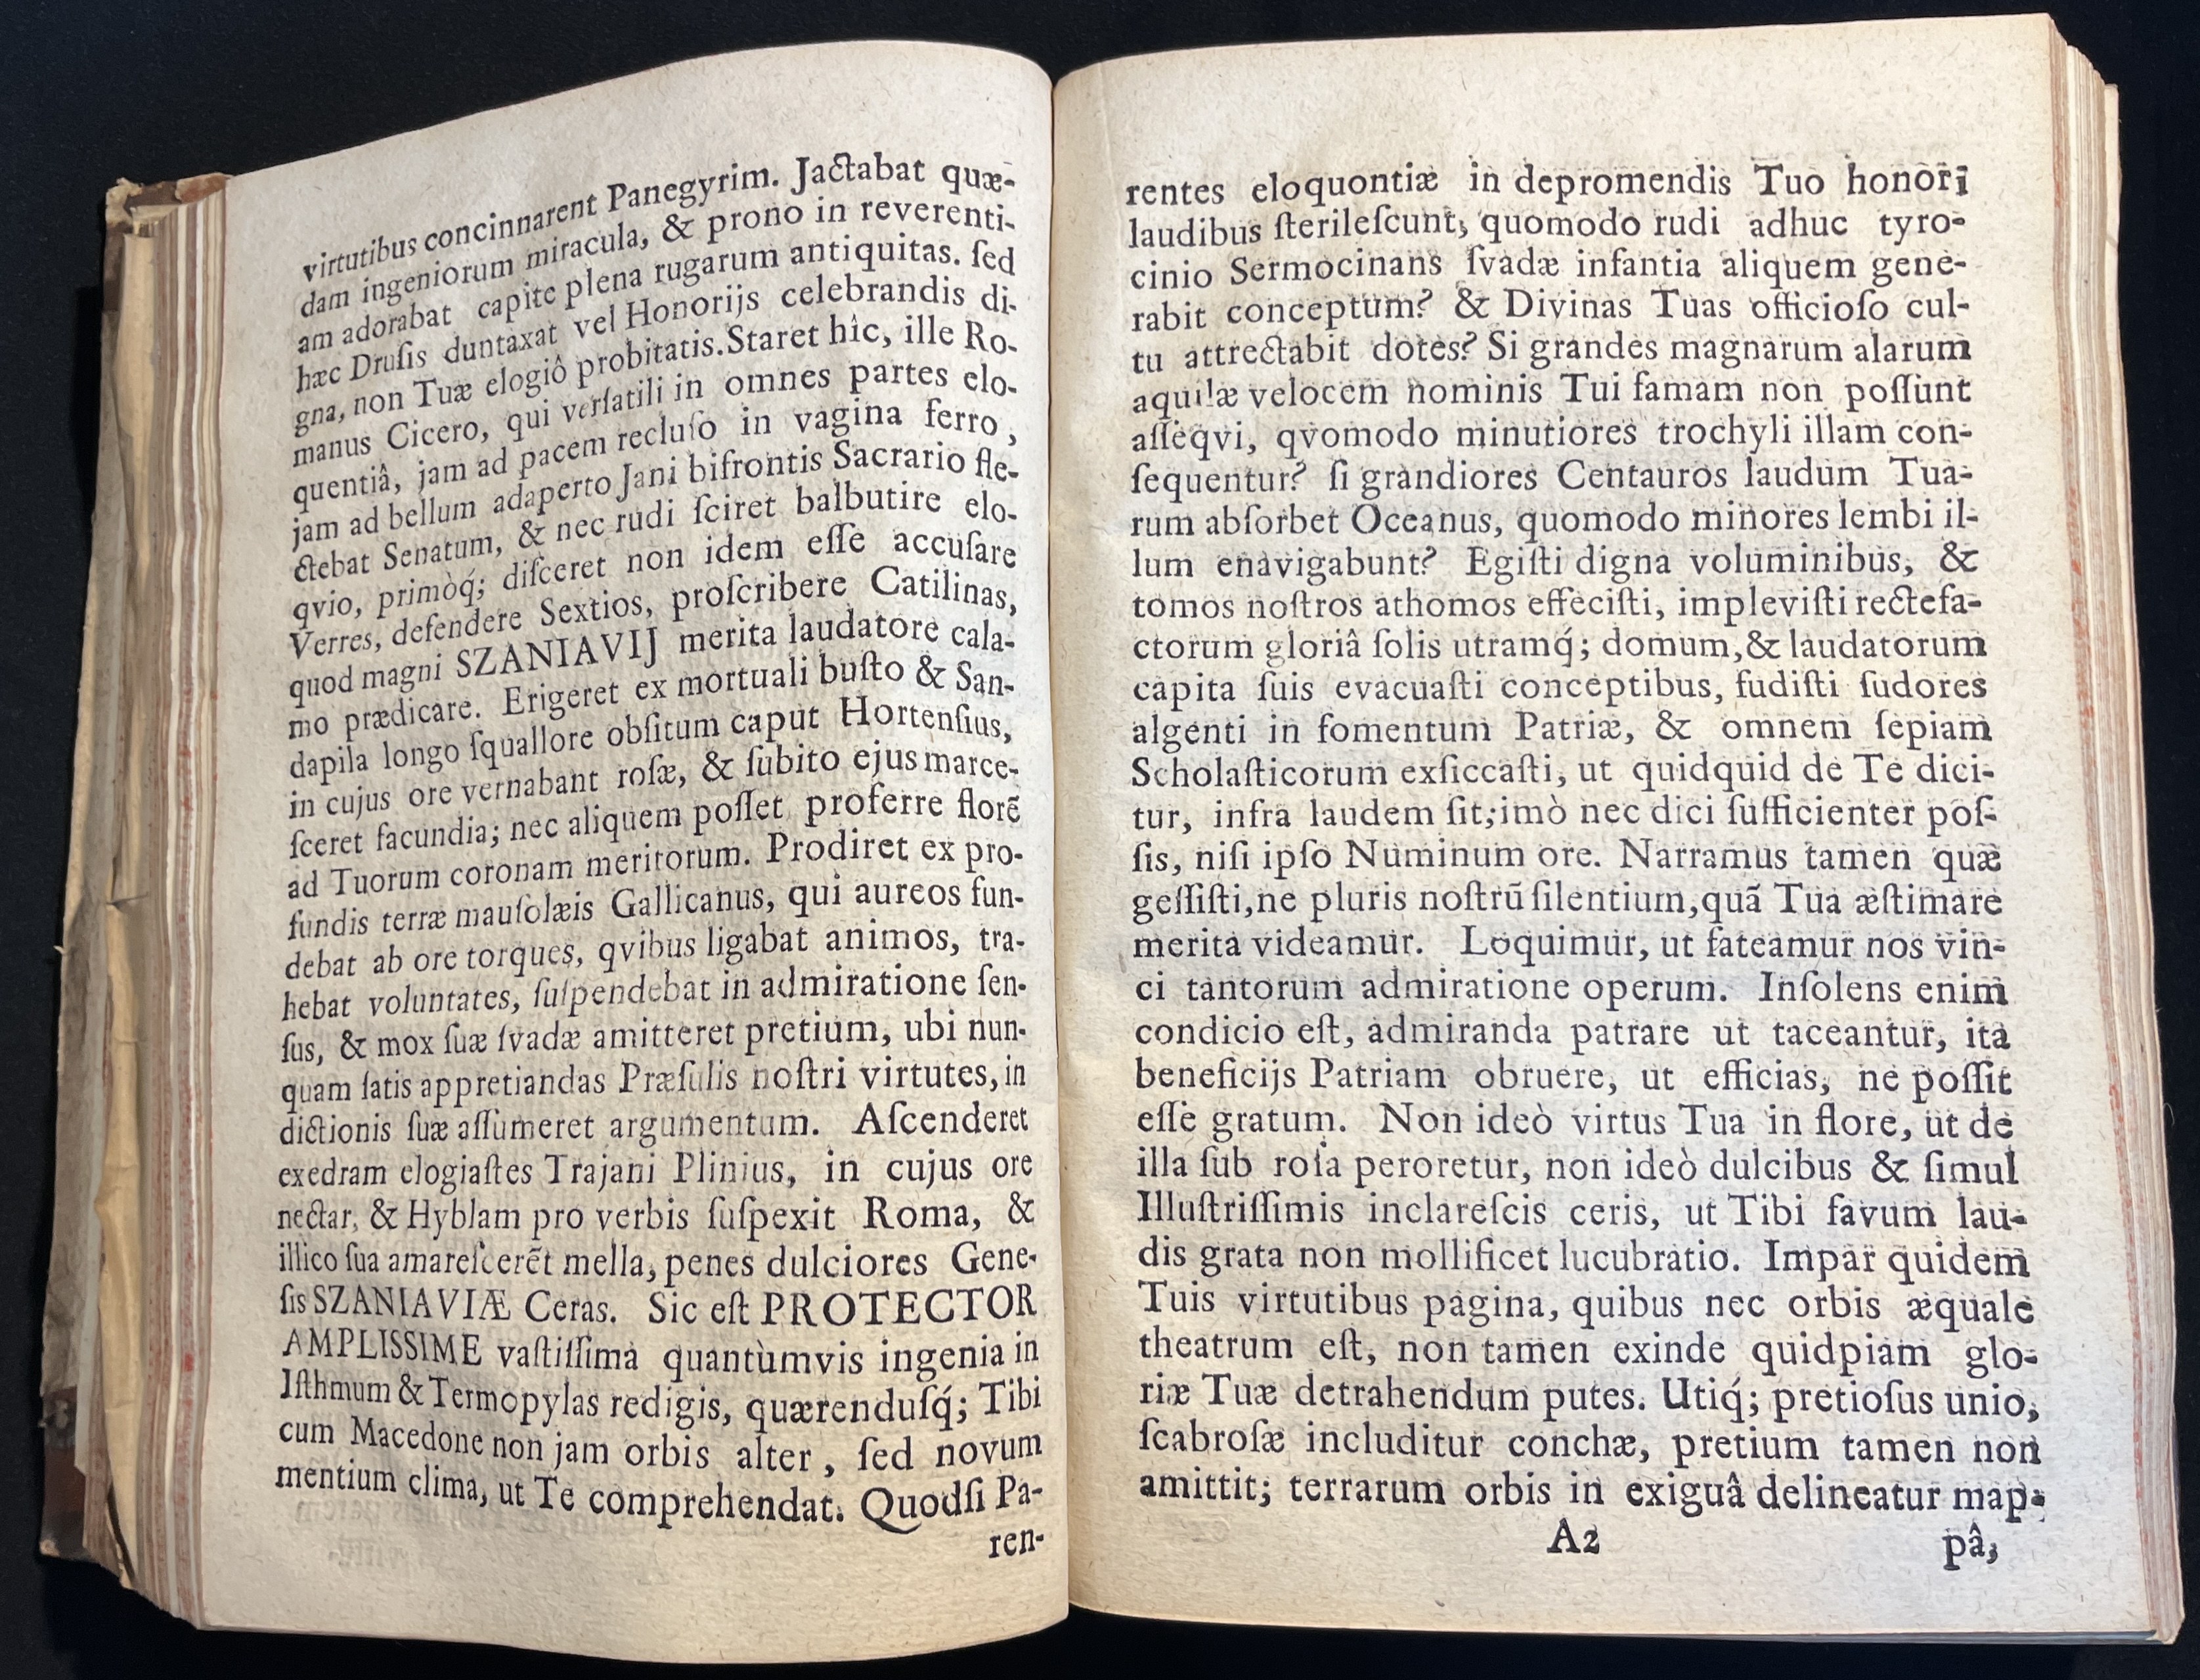 virtutibus concinnarent Panegyrim. Jactabat quæ-
dam ingeniorum miracula, & prono in reverenti-
am adorabat capite plena rugarum antiquitas. ſed
hæc Druſis duntaxat vel Honorijs celebrandis di-
gna, non Tuæ elogiô probitatis. Staret hîc, ille Ro-
manus Cicero, qui verſatili in omnes partes elo-
quentiâ, jam ad pacem recluſo in vagina ferro,
jam ad bellum adaperto Jani bifrontis Sacrario fle-
ctebat Senatum, & nec rudi ſciret balbutire elo-
qvio, primòq́; diſceret non idem eſſe accuſare
Verres, defendere Sextios, proſcribere Catilinas,
quod magni SZANIAVIJ merita laudatore cala-
mo prædicare. Erigeret ex mortuali buſto & San-
dapila longo ſquallore obſitum caput Hortenſius,
in cujus ore vernabant roſæ, & ſubito ejus marce-
ſceret facundia; nec aliquem poſſet proferre florẽ
ad Tuorum coronam meritorum. Prodiret ex pro-
fundis terræ mauſolæis Gallicanus, qui aureos fun-
debat ab ore torques, qvibus ligabat animos, tra-
hebat voluntates, ſuſpendebat in admiratione ſen-
ſus, & mox ſuæ ſvadæ amitteret pretium, ubi nun-
quam ſatis appretiandas Præſulis noſtri virtutes, in
dictionis ſuæ aſſumeret argumentum. Aſcenderet
exedram elogiaſtes Trajani Plinius, in cujus ore
nectar, & Hyblam pro verbis ſuſpexit Roma, &
illico ſua amareſcerẽt mella, penes dulciores Gene-
ſis SZANIAVIÆ Ceras. Sic eſt PROTECTOR
AMPLISSIME vaſtiſſima quantùmvis ingenia in
Iſthmum & Termopylas redigis, quærenduſq́; Tibi
cum Macedone non jam orbis alter, ſed novum
mentium clima, ut Te comprehendat. Quodſi Pa-
ren-
rentes eloquontiæ in depromendis Tuo honori
laudibus ſterileſcunt, quomodo rudi adhuc tyro-
cinio Sermocinans ſvadæ infantia aliquem gene-
rabit conceptum? & Divinas Tuas officioſo cul-
tu attrectabit dotes? Si grandes magnarum alarum
aquilæ velocem nominis Tui famam non poſſunt
aſſeqvi, qvomodo minutiores trochyli illam con-
ſequentur? ſi grandiores Centauros laudum Tua-
rum abſorbet Oceanus, quomodo minores lembi il-
lum enavigabunt? Egiſti digna voluminibus, &
tomos noſtros athomos effeciſti, impleviſti rectefa-
ctorum gloriâ ſolis utramq́; domum, & laudatorum
capita ſuis evacuaſti conceptibus, fudiſti ſudores
algenti in fomentum Patriæ, & omnem ſepiam
Scholaſticorum exſiccaſti, ut quidquid de Te dici-
tur, infra laudem ſit; imò nec dici ſufficienter poſ-
ſis, niſi ipſo Numinum ore. Narramus tamen quæ
geſſiſti, ne pluris noſtrũ ſilentium, quã Tua æſtimare
merita videamur. Loquimur, ut fateamur nos vin-
ci tantorum admiratione operum. Inſolens enim
condicio eſt, admiranda patrare ut taceantur, ita
beneficijs Patriam obruere, ut efficias, ne poſſit
eſſe gratum. Non ideò virtus Tua in flore, ut de
illa ſub roſa peroretur, non ideò dulcibus & ſimul
Illuſtriſſimis inclareſcis ceris, ut Tibi favum lau-
dis grata non mollificet lucubratio. Impar quidem
Tuis virtutibus pagina, quibus nec orbis æquale
theatrum eſt, non tamen exinde quidpiam glo-
riæ Tuæ detrahendum putes. Utiq́; pretioſus unio,
ſcabroſæ includitur conchæ, pretium tamen non
amittit; terrarum orbis in exiguâ delineatur map-
A2 pâ,